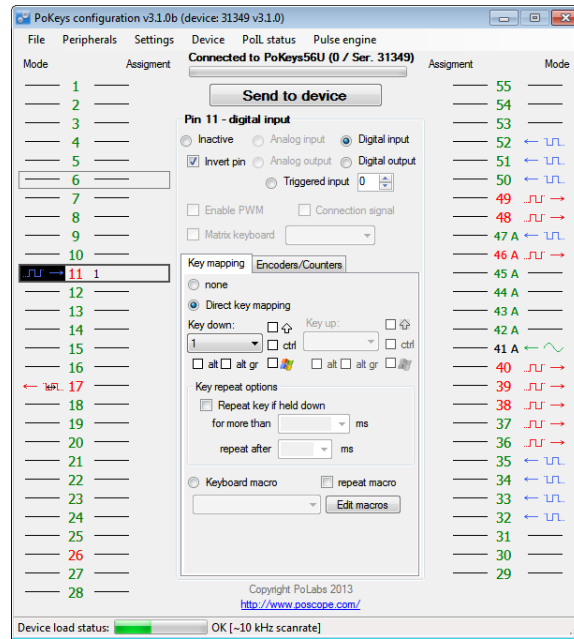 PoKeys configuration v3.1.0b (device: 31349 v3.1.0)
File Peripherals Settings Device PoIL status Pulse engine
Mode Assigment Connected to PoKeys56U (0 / Ser. 31349) Assigment Mode
Send to device
Pin 11 - digital input
Inactive Analog input Digital input
Invert pin Analog output Digital output
Triggered input 0
Enable PWM Connection signal
Matrix keyboard
Key mapping Encoders/Counters
none
Direct key mapping
Key down: Key up:
1 ctrl ctrl
alt alt gr alt alt gr
Key repeat options
Repeat key if held down
for more than ms
repeat after ms
Keyboard macro repeat macro
Edit macros
Copyright PoLabs 2013
http://www.poscope.com/
1
2
3
4
5
6
7
8
9
10
11 1
12
13
14
15
16
17
18
19
20
21
22
23
24
25
26
27
28
55
54
53
52
51
50
49
48
47 A
46 A
45 A
44 A
43 A
42 A
41 A
40
39
38
37
36
35
34
33
32
31
30
29
Device load status: OK [~10 kHz scanrate]